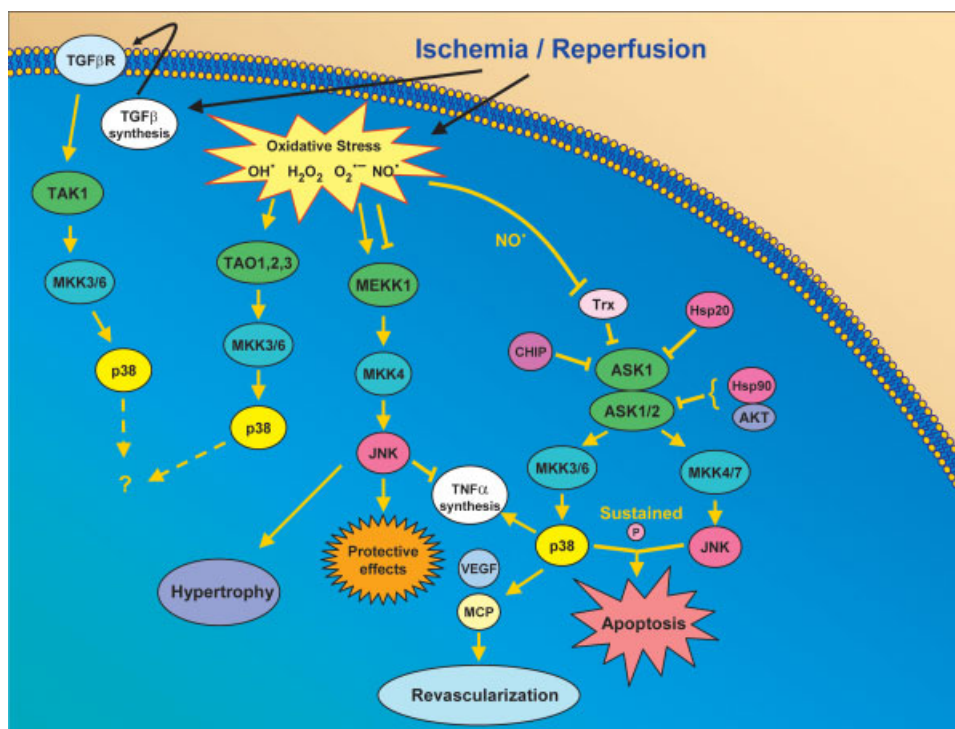 Ischemia / Reperfusion
TGFβR
TGFβ
synthesis
Oxidative Stress
OH• H₂O₂ O₂•− NO•
TAK1
NO•
MKK3/6
TAO1,2,3
MEKK1
Trx
Hsp20
CHIP
MKK3/6
ASK1
p38
MKK4
Hsp90
{
ASK1/2
AKT
p38
JNK
MKK3/6
MKK4/7
?
TNFα
synthesis
Sustained
P
p38
JNK
Protective
effects
VEGF
Hypertrophy
MCP
Apoptosis
Revascularization